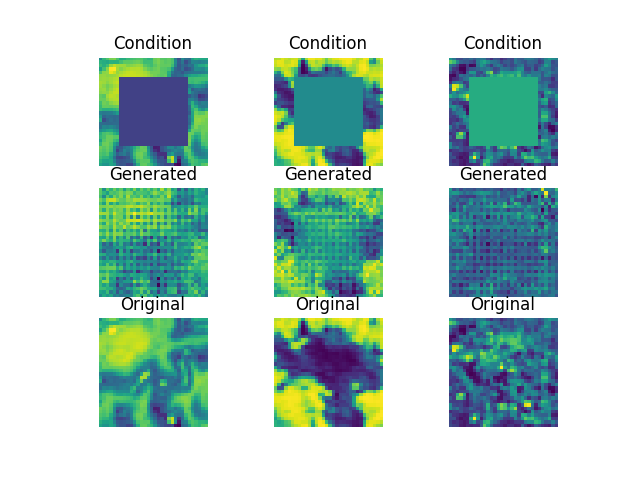 Condition Condition Condition
Generated Generated Generated
Original Original Original